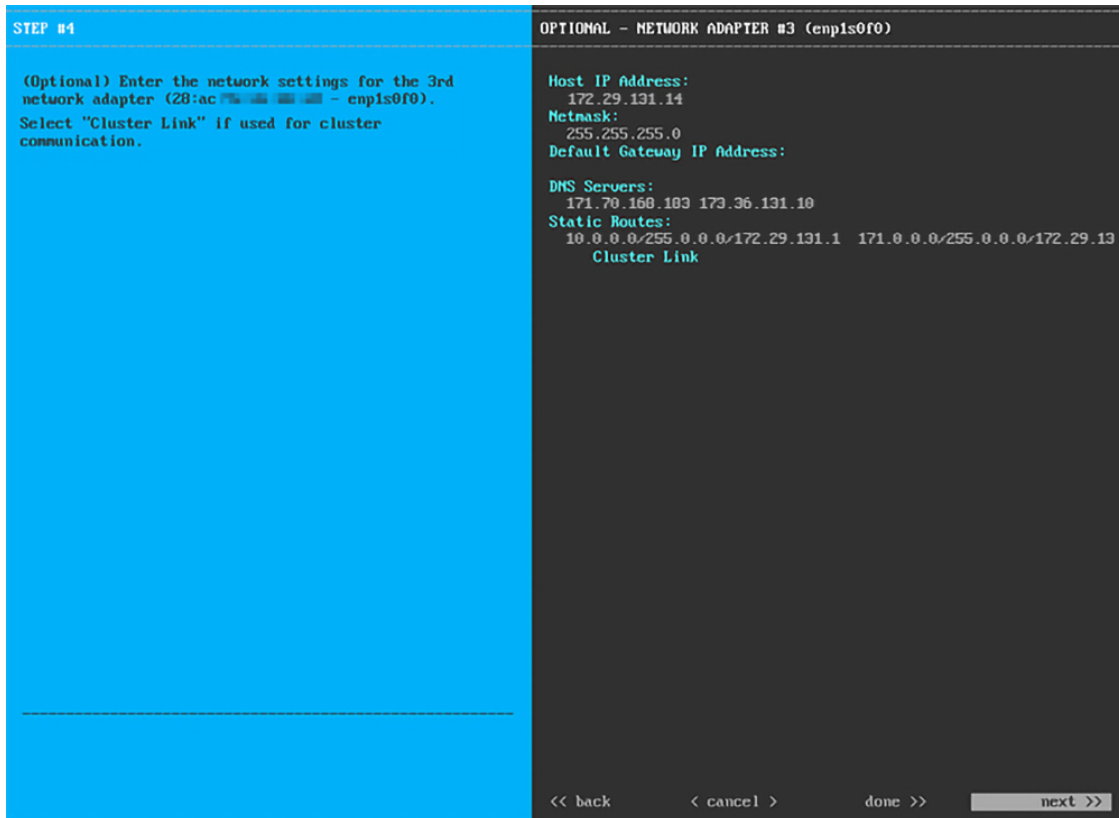 STEP #4
(Optional) Enter the network settings for the 3rd
network adapter (28:ac - enp1s0f0).
Select "Cluster Link" if used for cluster
communication.
OPTIONAL - NETWORK ADAPTER #3 (enp1s0f0)
Host IP Address:
172.29.131.14
Netmask:
255.255.255.0
Default Gateway IP Address:
DNS Servers:
171.70.168.183 173.36.131.10
Static Routes:
10.0.0.0/255.0.0.0/172.29.131.1 171.0.0.0/255.0.0.0/172.29.13
Cluster Link
<< back < cancel > done >> next >>